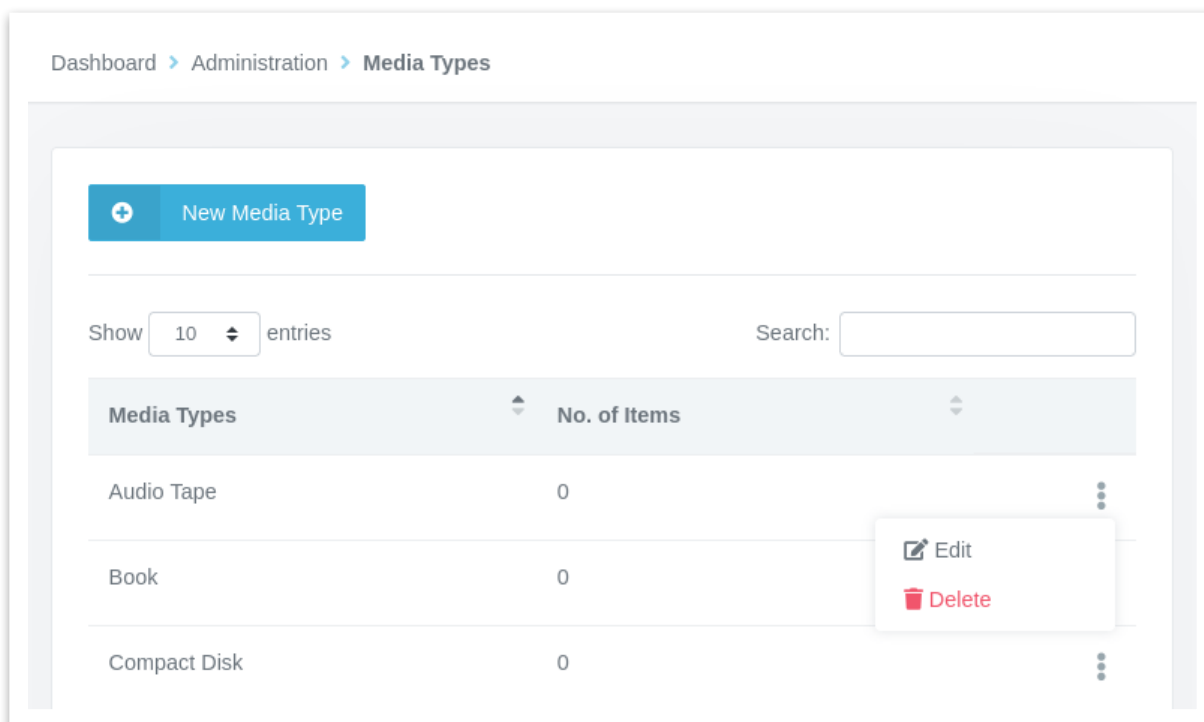 Dashboard > Administration > Media Types
New Media Type
Show 10 entries Search:
Media Types No. of Items
Audio Tape 0
Edit
Book 0
Delete
Compact Disk 0